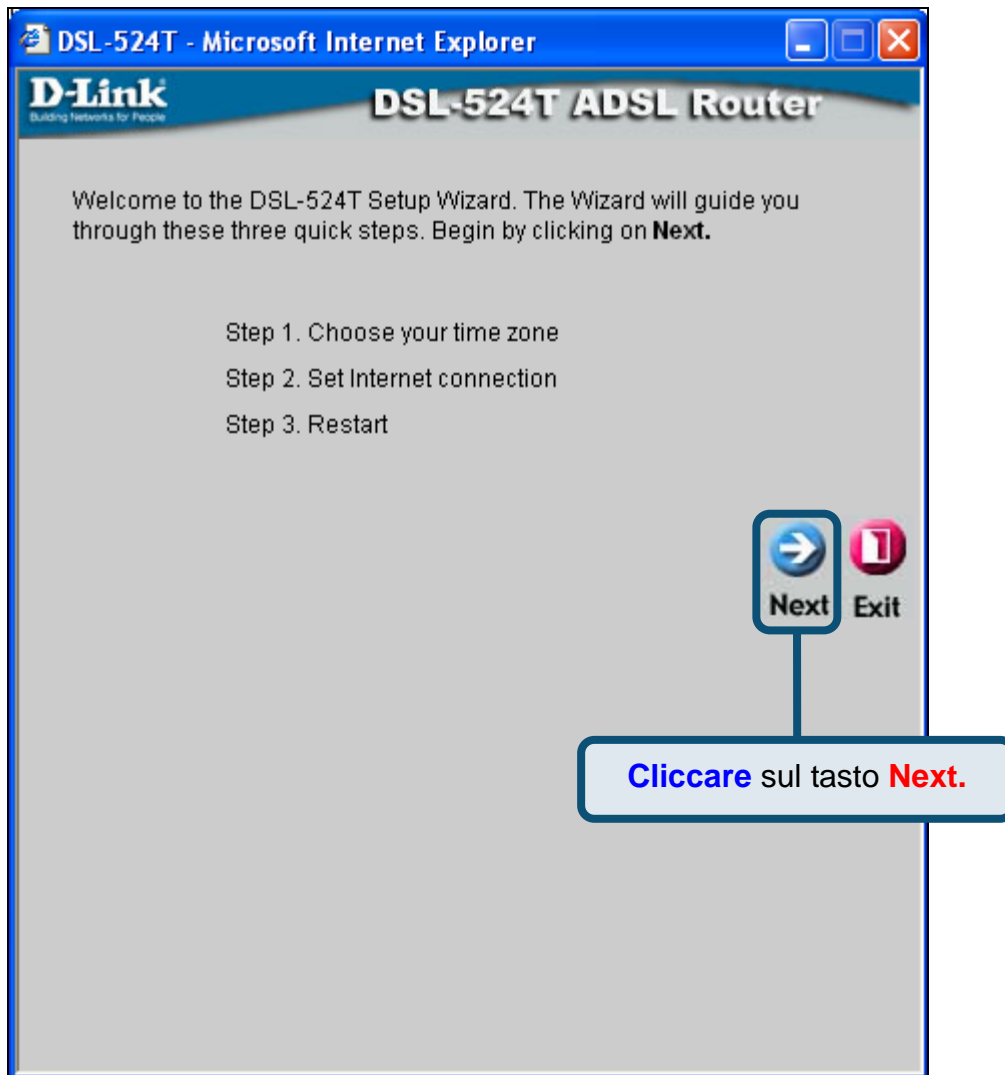 DSL-524T - Microsoft Internet Explorer
D-Link
Building Networks for People
DSL-524T ADSL Router
Welcome to the DSL-524T Setup Wizard. The Wizard will guide you
through these three quick steps. Begin by clicking on Next.
Step 1. Choose your time zone
Step 2. Set Internet connection
Step 3. Restart
Next Exit
Cliccare sul tasto Next.